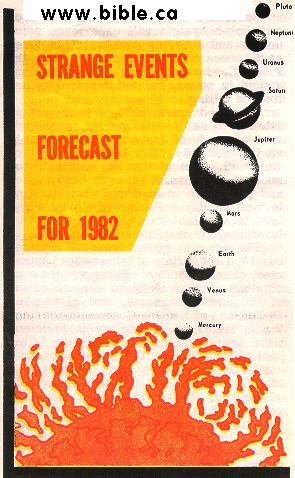 www.bible.ca
Pluto
Neptune
Uranus
Saturn
Jupiter
Mars
Earth
Venus
Mercury
STRANGE EVENTS
FORECAST
FOR 1982